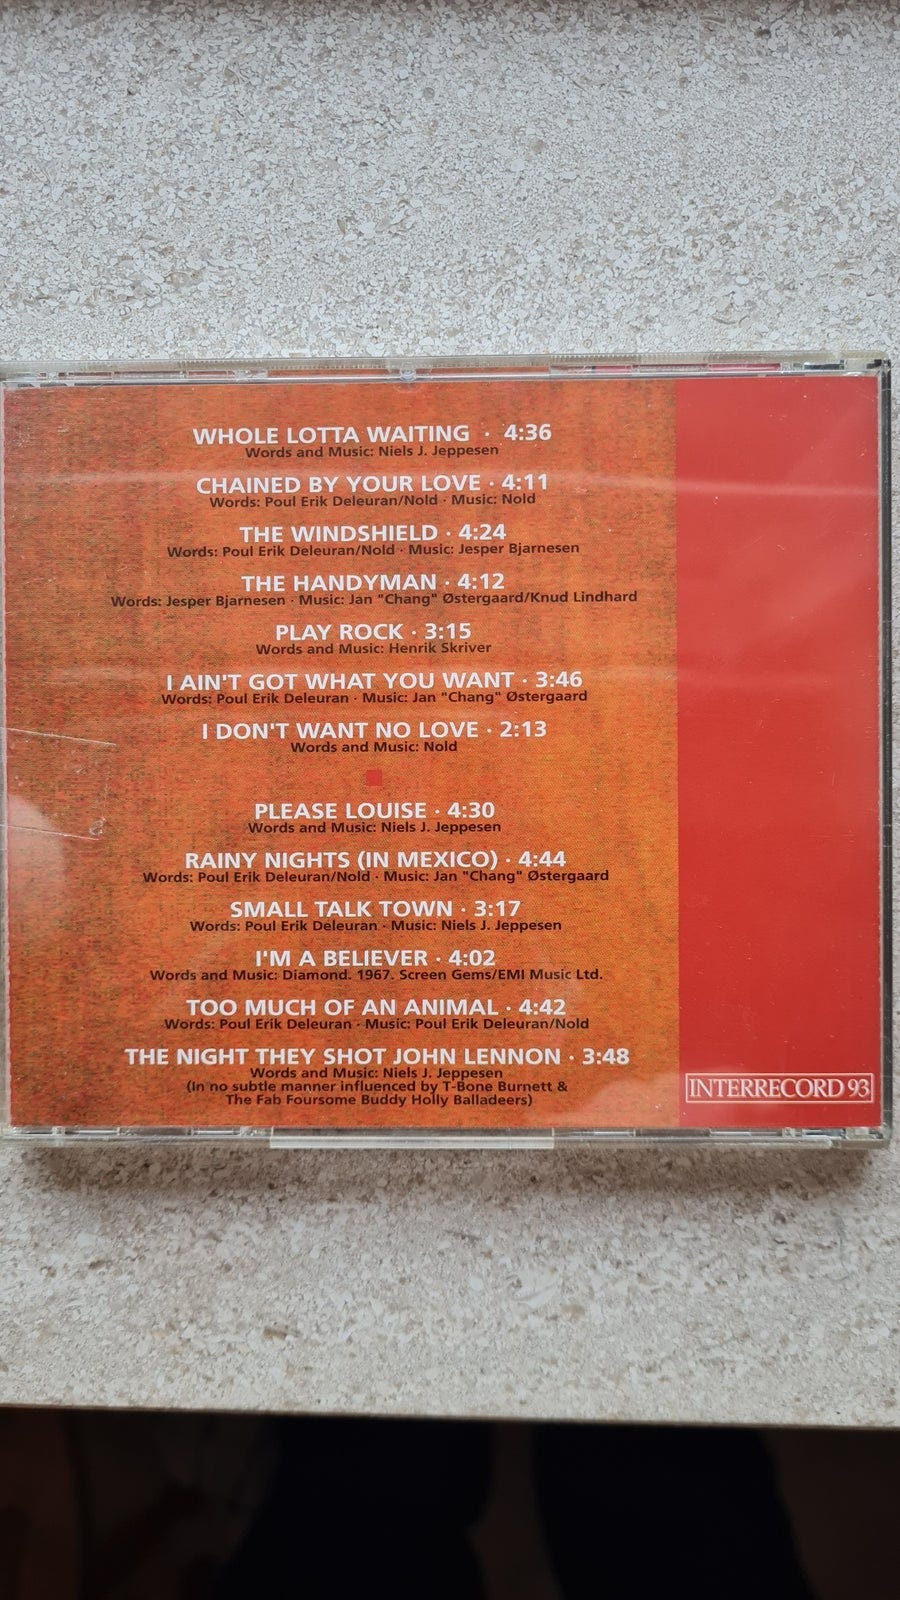 WHOLE LOTTA WAITING · 4:36
Words and Music: Niels J. Jeppesen
CHAINED BY YOUR LOVE · 4:11
Words: Poul Erik Deleuran/Nold · Music: Nold
THE WINDSHIELD · 4:24
Words: Poul Erik Deleuran/Nold · Music: Jesper Bjarnesen
THE HANDYMAN · 4:12
Words: Jesper Bjarnesen · Music: Jan "Chang" Østergaard/Knud Lindhard
PLAY ROCK · 3:15
Words and Music: Henrik Skriver
I AIN'T GOT WHAT YOU WANT · 3:46
Words: Poul Erik Deleuran · Music: Jan "Chang" Østergaard
I DON'T WANT NO LOVE · 2:13
Words and Music: Nold
PLEASE LOUISE · 4:30
Words and Music: Niels J. Jeppesen
RAINY NIGHTS (IN MEXICO) · 4:44
Words: Poul Erik Deleuran/Nold · Music: Jan "Chang" Østergaard
SMALL TALK TOWN · 3:17
Words: Poul Erik Deleuran · Music: Niels J. Jeppesen
I'M A BELIEVER · 4:02
Words and Music: Diamond. 1967. Screen Gems/EMI Music Ltd.
TOO MUCH OF AN ANIMAL · 4:42
Words: Poul Erik Deleuran · Music: Poul Erik Deleuran/Nold
THE NIGHT THEY SHOT JOHN LENNON · 3:48
Words and Music: Niels J. Jeppesen
(In no subtle manner influenced by T-Bone Burnett &
The Fab Foursome Buddy Holly Balladeers)
INTERRECORD 93